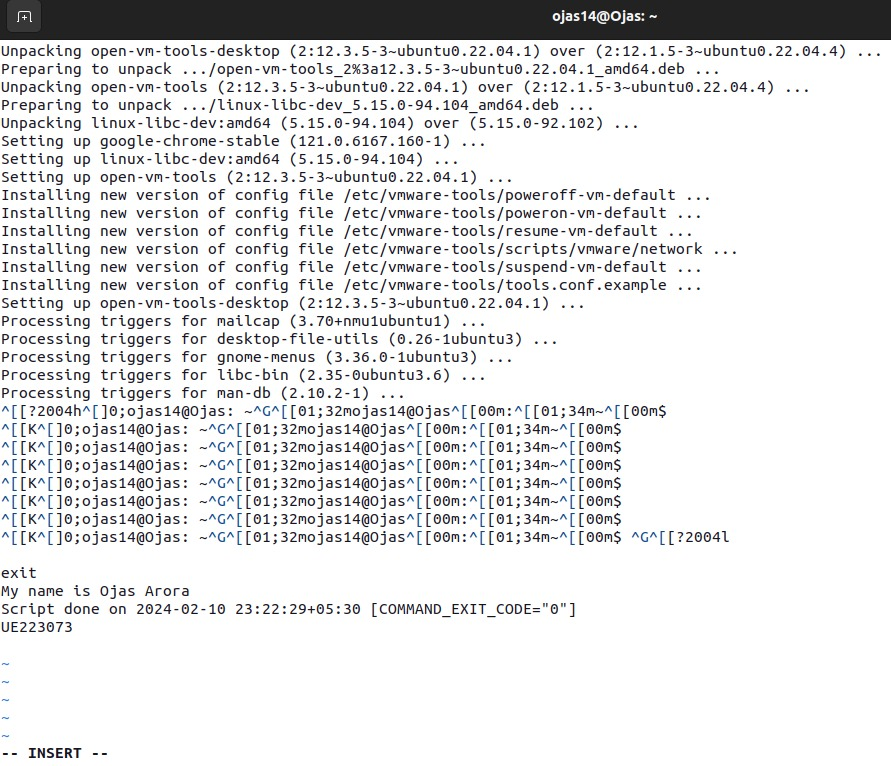 ojas14@Ojas: ~
Unpacking open-vm-tools-desktop (2:12.3.5-3~ubuntu0.22.04.1) over (2:12.1.5-3~ubuntu0.22.04.4) ...
Preparing to unpack .../open-vm-tools_2%3a12.3.5-3~ubuntu0.22.04.1_amd64.deb ...
Unpacking open-vm-tools (2:12.3.5-3~ubuntu0.22.04.1) over (2:12.1.5-3~ubuntu0.22.04.4) ...
Preparing to unpack .../linux-libc-dev_5.15.0-94.104_amd64.deb ...
Unpacking linux-libc-dev:amd64 (5.15.0-94.104) over (5.15.0-92.102) ...
Setting up google-chrome-stable (121.0.6167.160-1) ...
Setting up linux-libc-dev:amd64 (5.15.0-94.104) ...
Setting up open-vm-tools (2:12.3.5-3~ubuntu0.22.04.1) ...
Installing new version of config file /etc/vmware-tools/poweroff-vm-default ...
Installing new version of config file /etc/vmware-tools/poweron-vm-default ...
Installing new version of config file /etc/vmware-tools/resume-vm-default ...
Installing new version of config file /etc/vmware-tools/scripts/vmware/network ...
Installing new version of config file /etc/vmware-tools/suspend-vm-default ...
Installing new version of config file /etc/vmware-tools/tools.conf.example ...
Setting up open-vm-tools-desktop (2:12.3.5-3~ubuntu0.22.04.1) ...
Processing triggers for mailcap (3.70+nmu1ubuntu1) ...
Processing triggers for desktop-file-utils (0.26-1ubuntu3) ...
Processing triggers for gnome-menus (3.36.0-1ubuntu3) ...
Processing triggers for libc-bin (2.35-0ubuntu3.6) ...
Processing triggers for man-db (2.10.2-1) ...
^[[?2004h^[]0;ojas14@Ojas: ~^G^[[01;32mojas14@Ojas^[[00m:^[[01;34m~^[[00m$
^[[K^[]0;ojas14@Ojas: ~^G^[[01;32mojas14@Ojas^[[00m:^[[01;34m~^[[00m$
^[[K^[]0;ojas14@Ojas: ~^G^[[01;32mojas14@Ojas^[[00m:^[[01;34m~^[[00m$
^[[K^[]0;ojas14@Ojas: ~^G^[[01;32mojas14@Ojas^[[00m:^[[01;34m~^[[00m$
^[[K^[]0;ojas14@Ojas: ~^G^[[01;32mojas14@Ojas^[[00m:^[[01;34m~^[[00m$
^[[K^[]0;ojas14@Ojas: ~^G^[[01;32mojas14@Ojas^[[00m:^[[01;34m~^[[00m$
^[[K^[]0;ojas14@Ojas: ~^G^[[01;32mojas14@Ojas^[[00m:^[[01;34m~^[[00m$
^[[K^[]0;ojas14@Ojas: ~^G^[[01;32mojas14@Ojas^[[00m:^[[01;34m~^[[00m$ ^G^[[?2004l
exit
My name is Ojas Arora
Script done on 2024-02-10 23:22:29+05:30 [COMMAND_EXIT_CODE="0"]
UE223073
~
~
~
~
~
-- INSERT --